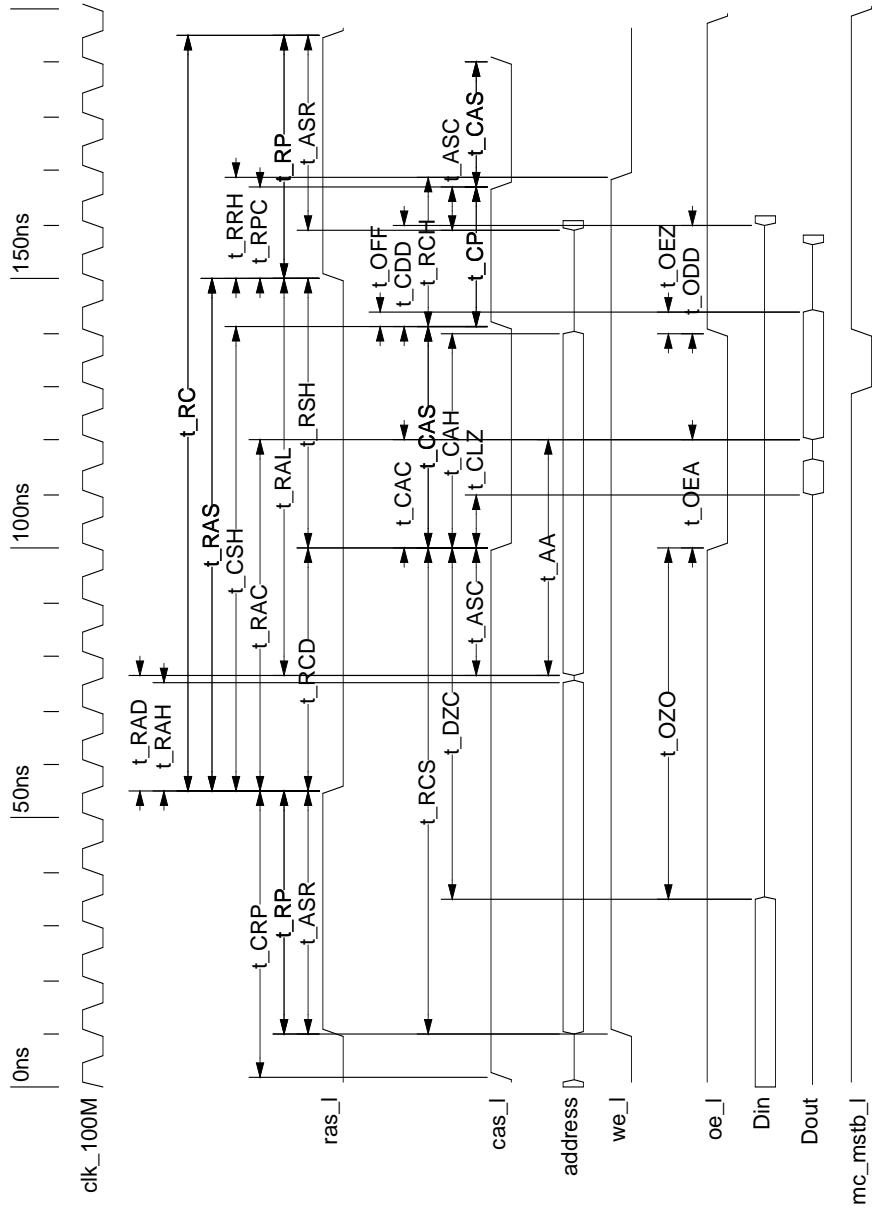 0ns
50ns
100ns
150ns
clk_100M
t_RAD
t_RAH
t_RRH
t_RC
t_RPC
t_RAS
t_CSH
t_RAC
t_RP
t_RAL
t_ASR
t_RCD
t_RSH
t_CRP
t_RP
t_ASR
ras_l
t_OFF
t_CDD
t_RCH
t_CAC
t_CAS
t_CAH
t_CLZ
t_CP
t_ASC
t_CAS
t_RCS
t_DZC
t_ASC
cas_l
t_AA
address
we_l
t_OEZ
t_ODD
t_OEA
t_OZO
oe_l
Din
Dout
mc_mstb_l